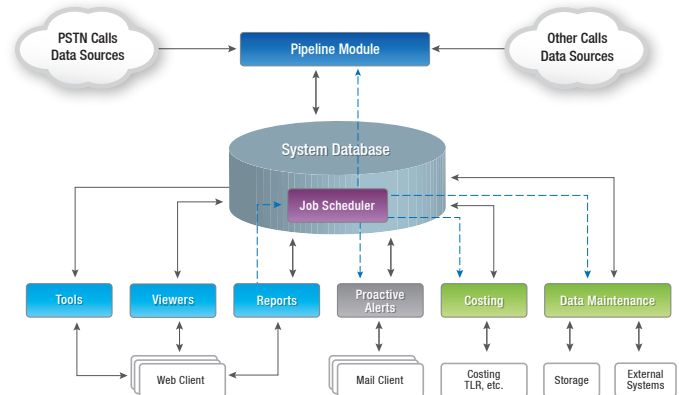 PSTN Calls
Data Sources
Pipeline Module
Other Calls
Data Sources
System Database
Job Scheduler
Tools
Viewers
Reports
Proactive
Alerts
Costing
Data Maintenance
Web Client
Mail Client
Costing
TLR, etc.
Storage
External
Systems